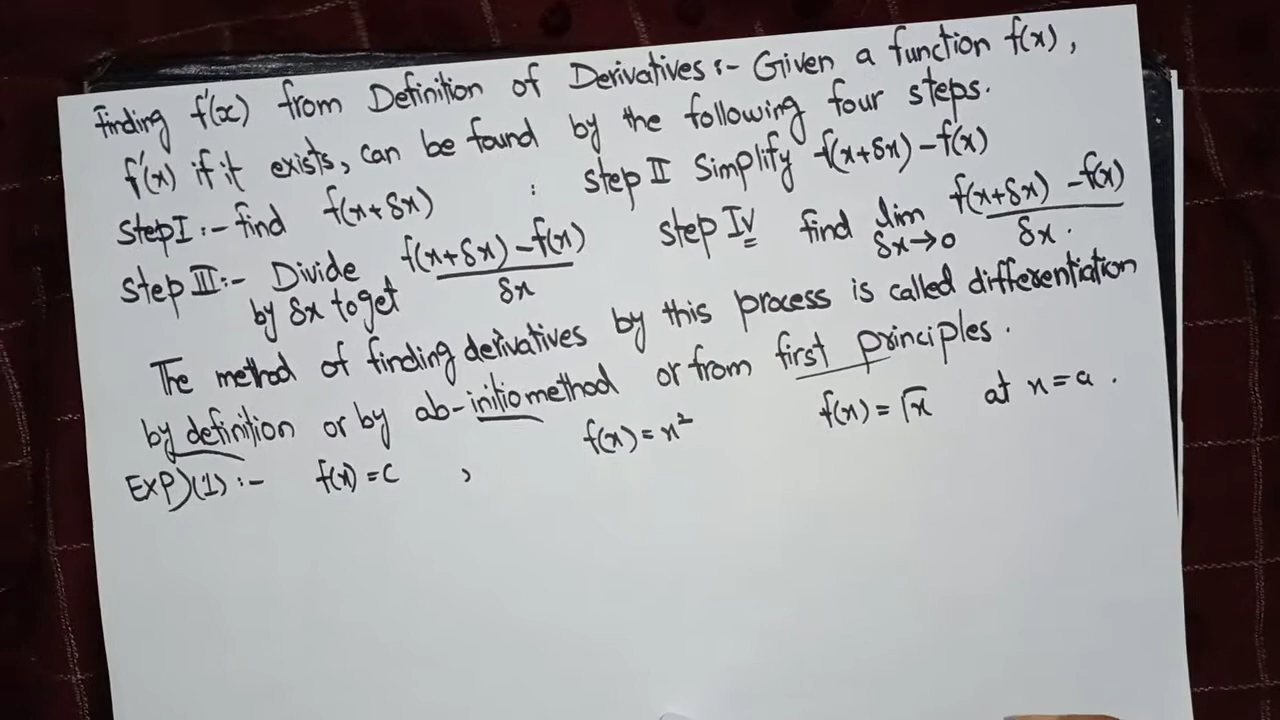 Finding f'(x) from Definition of Derivatives :- Given a function f(x),
f'(x) if it exists, can be found by the following four steps.
step I :- find f(x+δx) : step II Simplify f(x+δx) - f(x)
step III :- Divide by δx to get f(x+δx) - f(x) / δx step IV find lim δx→0 f(x+δx) - f(x) / δx.
The method of finding derivatives by this process is called differentiation
by definition or by ab-initio method or from first principles.
EXP)(1) :- f(x) = c , f(x) = x² f(x) = √x at x = a .